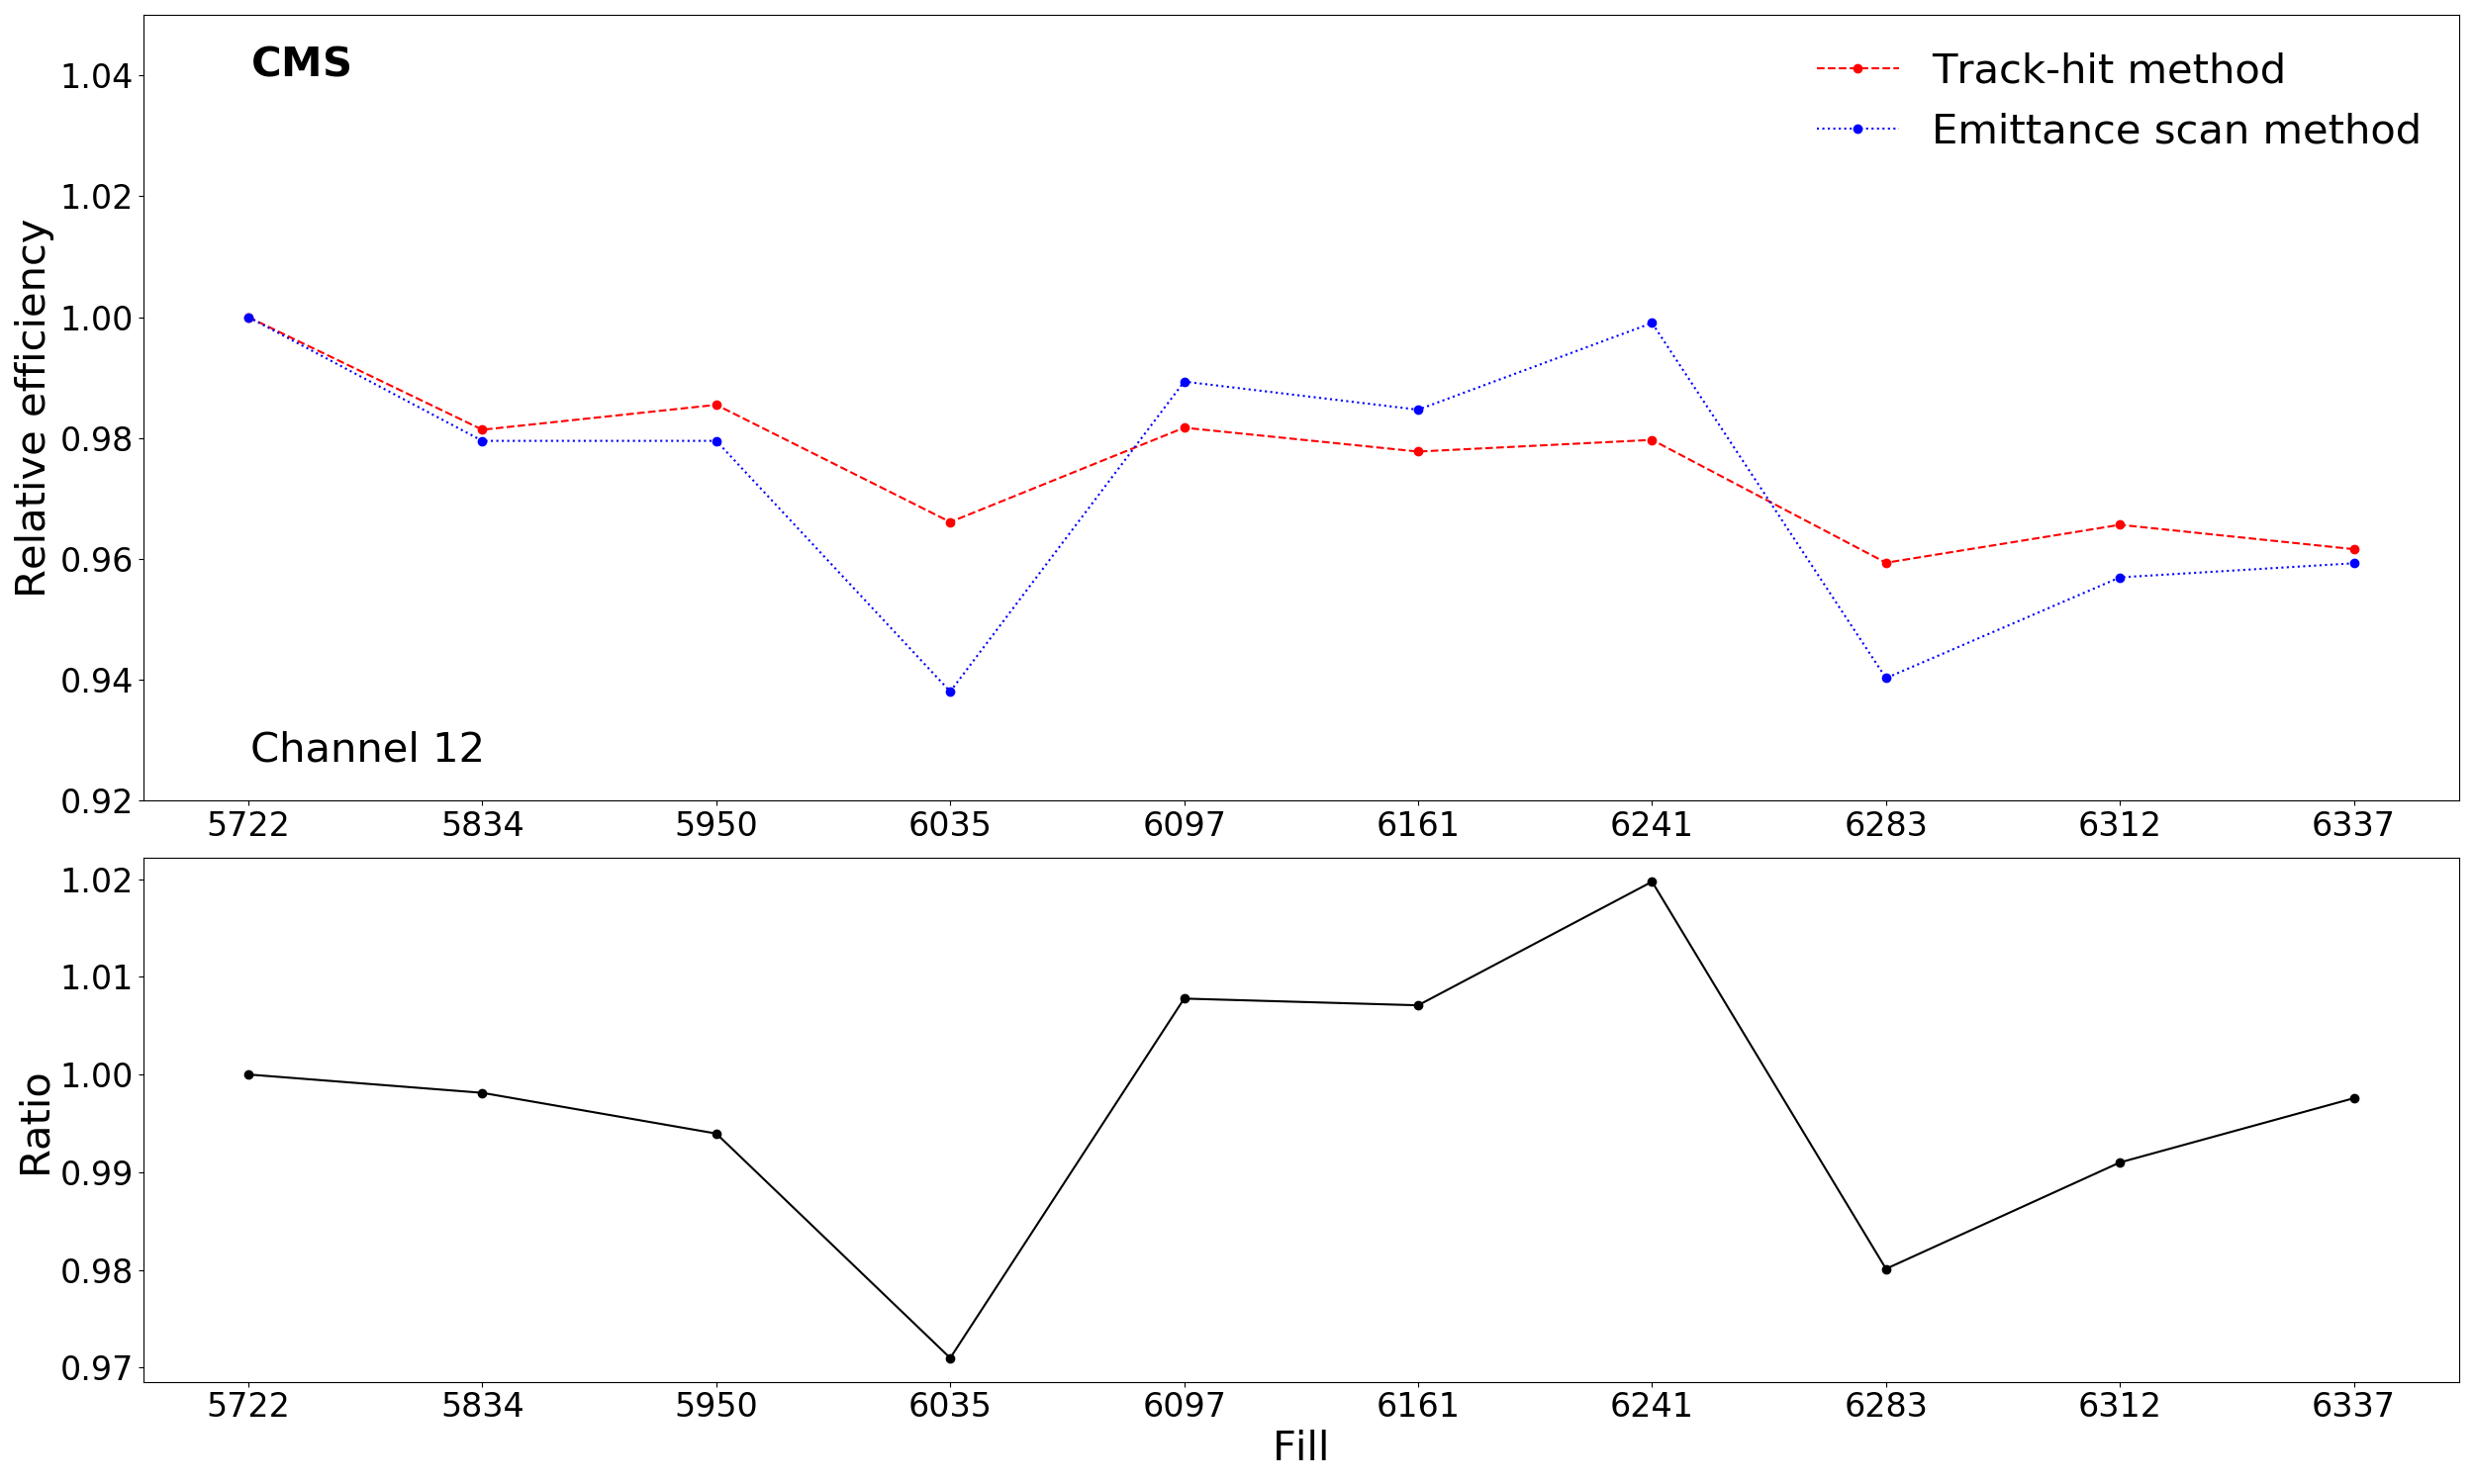 CMS
Track-hit method
Emittance scan method
Relative efficiency
1.04
1.02
1.00
0.98
0.96
0.94
0.92
Channel 12
5722 5834 5950 6035 6097 6161 6241 6283 6312 6337
Ratio
1.02
1.01
1.00
0.99
0.98
0.97
5722 5834 5950 6035 6097 6161 6241 6283 6312 6337
Fill